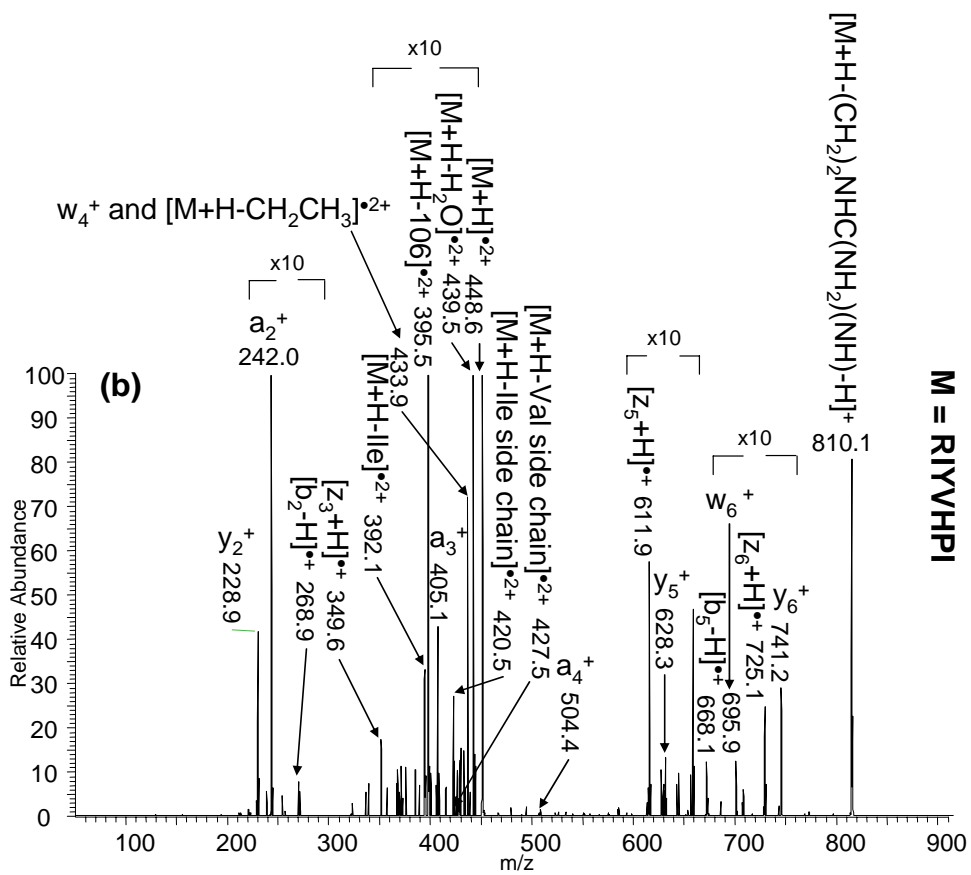 (b)
M = RIYVHPI
x10
x10
x10
x10
y₂⁺ 228.9
a₂⁺
242.0
[b₂-H]•⁺ 268.9
[z₃+H]•⁺ 349.6
[M+H-Ile]•²⁺ 392.1
w₄⁺ and [M+H-CH₂CH₃]•²⁺
433.9
[M+H-106]•²⁺ 395.5
a₃⁺
405.1
[M+H-H₂O]•²⁺ 439.5
[M+H]•²⁺ 448.6
[M+H-Ile side chain]•²⁺ 420.5
[M+H-Val side chain]•²⁺ 427.5
a₄⁺
504.4
[z₅+H]•⁺ 611.9
y₅⁺
628.3
[b₅-H]•⁺ 668.1
w₆⁺
695.9
[z₆+H]•⁺ 725.1
y₆⁺
741.2
[M+H-(CH₂)₂NHC(NH₂)(NH)-H]⁺
810.1
Relative Abundance
100
90
80
70
60
50
40
30
20
10
0
100 200 300 400 500 600 700 800 900
m/z